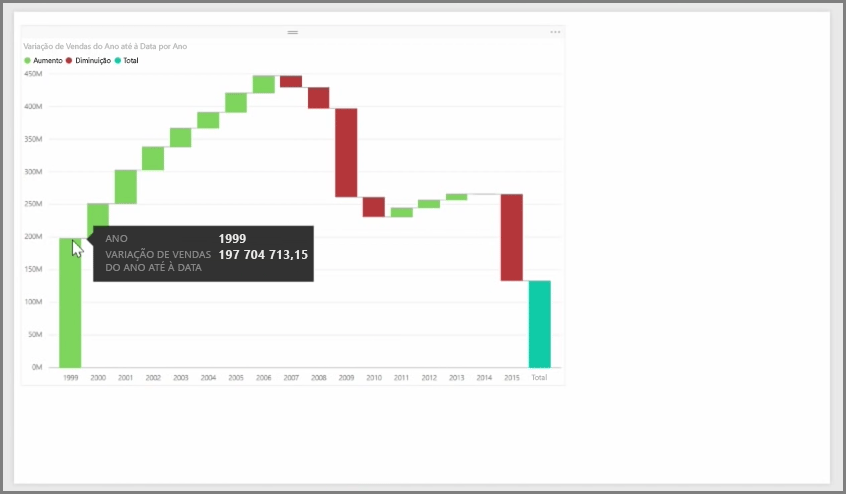 Variação de Vendas do Ano até à Data por Ano
Aumento Diminuição Total
450M
400M
350M
300M
250M
200M
150M
100M
50M
0M
ANO 1999
VARIAÇÃO DE VENDAS 197 704 713,15
DO ANO ATÉ À DATA
1999 2000 2001 2002 2003 2004 2005 2006 2007 2008 2009 2010 2011 2012 2013 2014 2015 Total